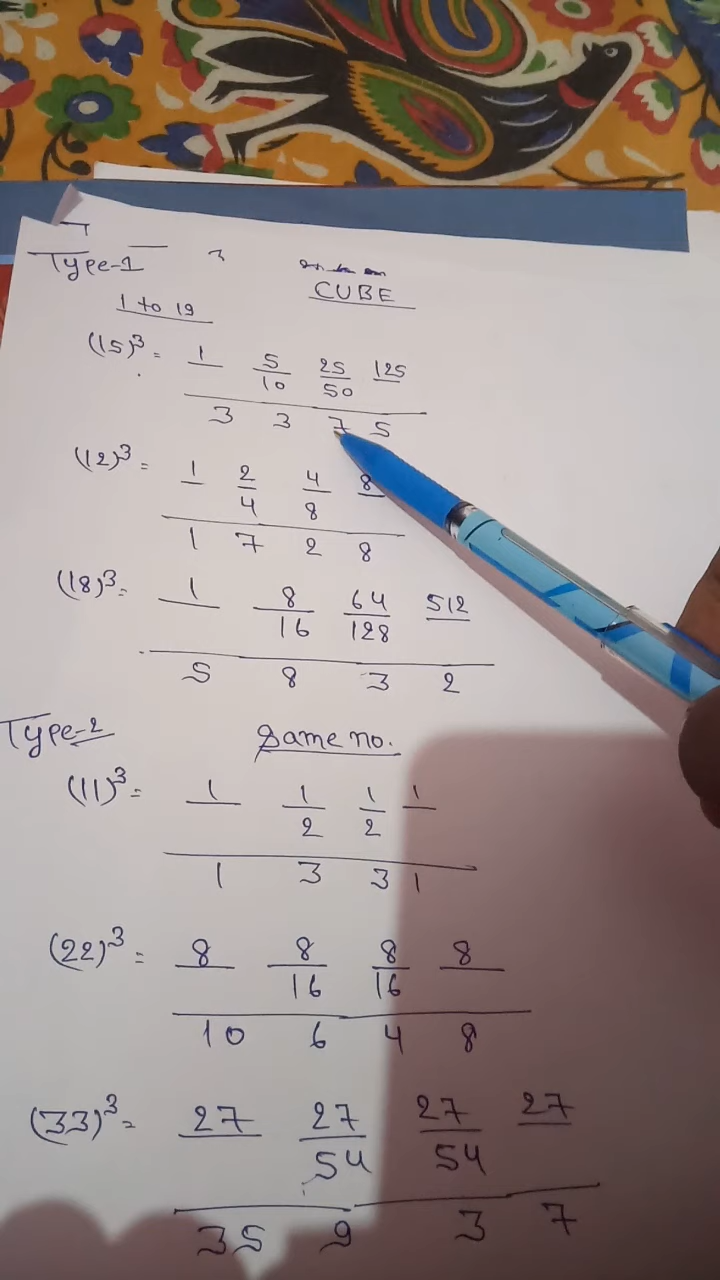 Type-1
CUBE
1 to 19
(15)³ = 1 5 25 125
10 50
3 3 7 5
(12)³ = 1 2 4 8
4 8
1 7 2 8
(18)³ = 1 8 64 512
16 128
5 8 3 2
Type-2 Same no.
(11)³ = 1 1 1 1
2 2
1 3 3 1
(22)³ = 8 8 8 8
16 16
10 6 4 8
(33)³ = 27 27 27 27
54 54
35 9 3 7